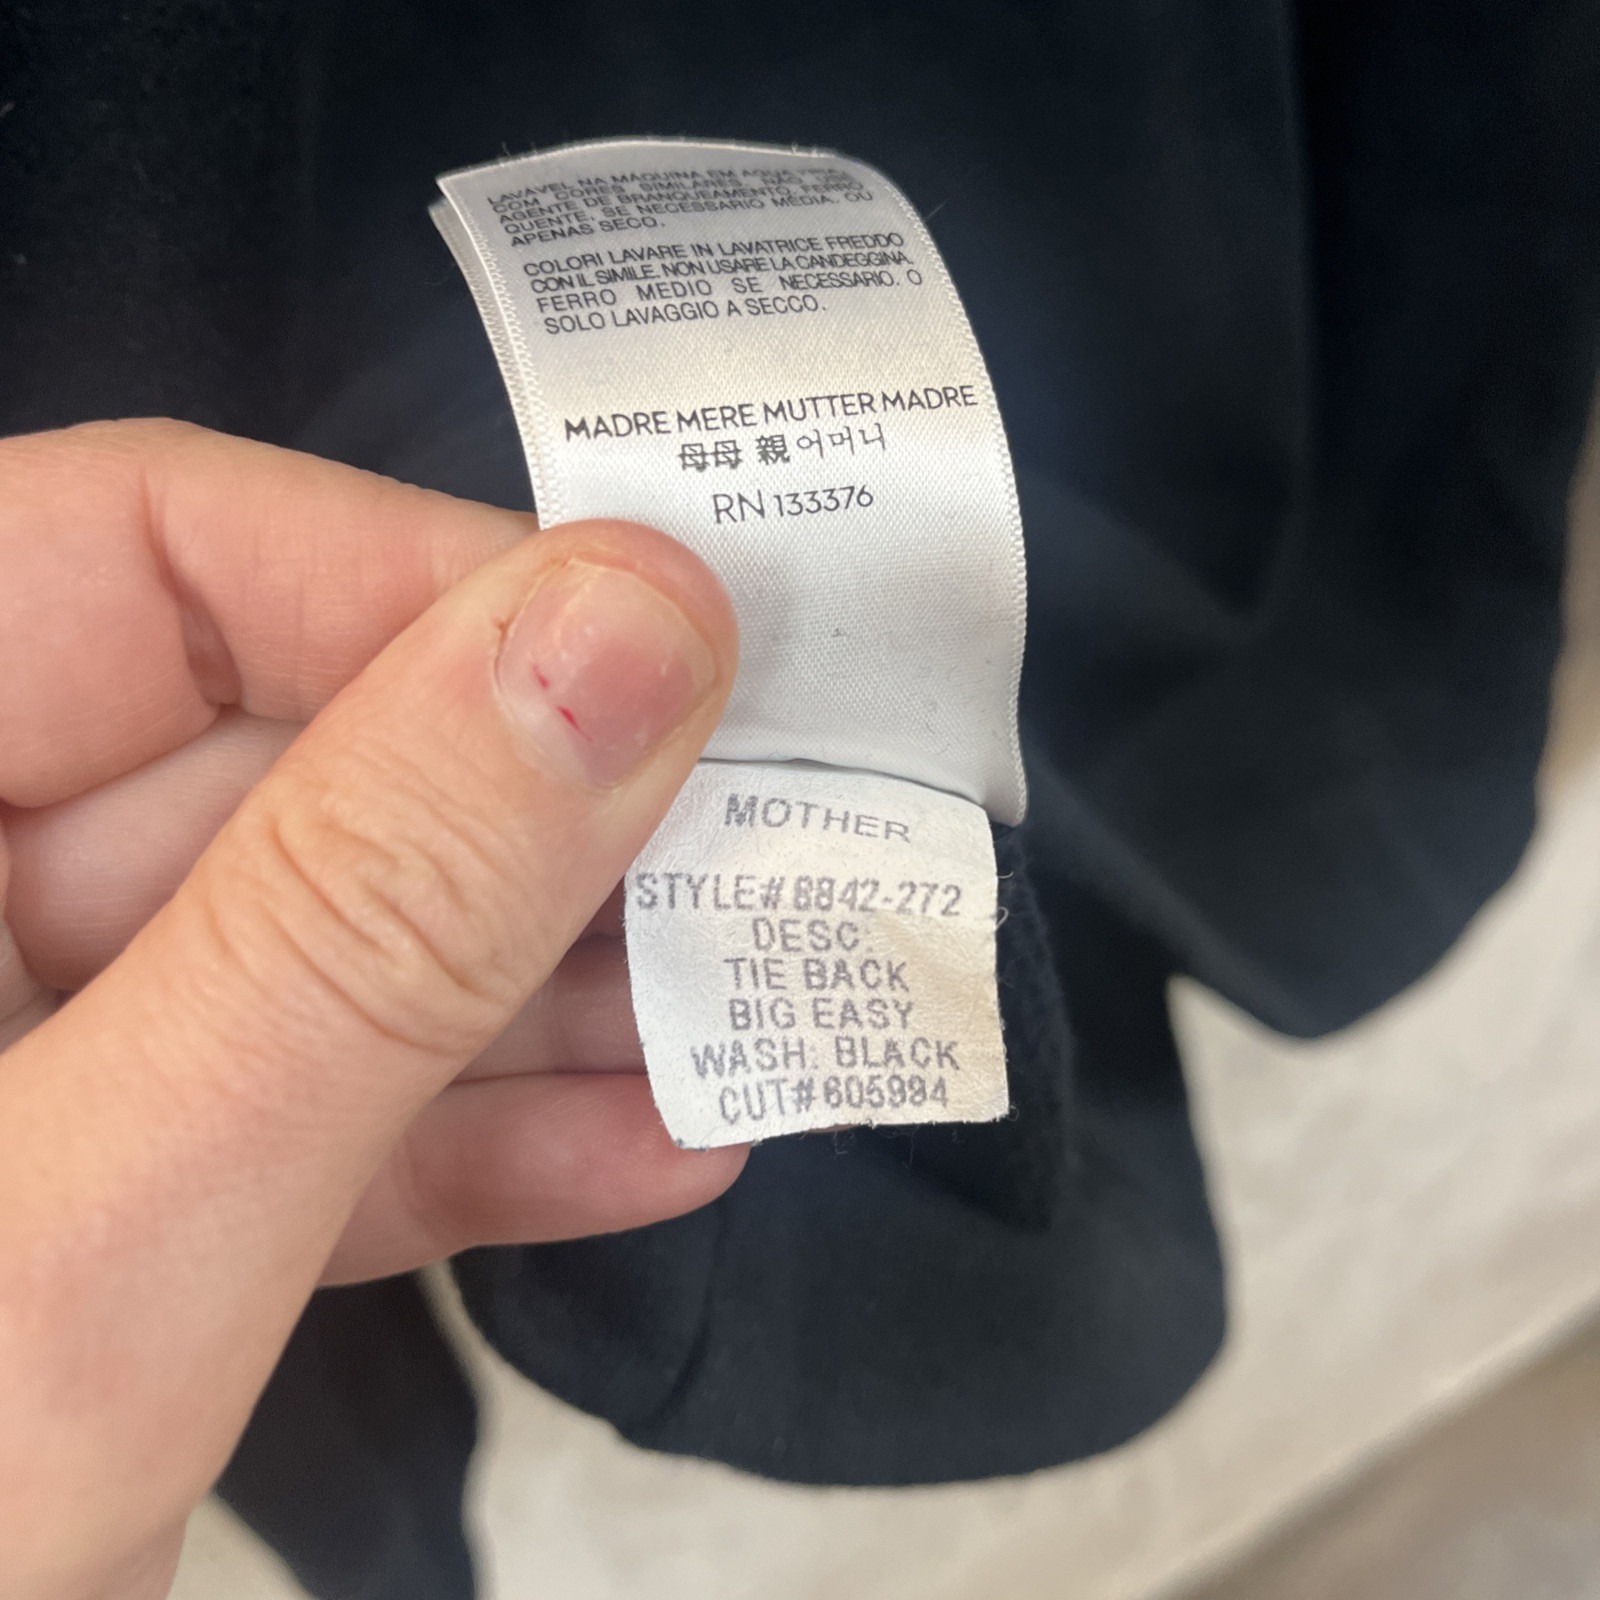 LAVAVEL NA MAQUINA EM AGUA FRIA
COM CORES SIMILARES. NÃO USE
AGENTE DE BRANQUEAMENTO. FERRO
QUENTE, SE NECESSARIO MÉDIA. OU
APENAS SECO.
COLORI LAVARE IN LAVATRICE FREDDO
CON IL SIMILE. NON USARE LA CANDEGGINA.
FERRO MEDIO SE NECESSARIO. O
SOLO LAVAGGIO A SECCO.
MADRE MERE MUTTER MADRE
母母親 어머니
RN 133376
MOTHER
STYLE# 8842-272
DESC:
TIE BACK
BIG EASY
WASH: BLACK
CUT# 605994